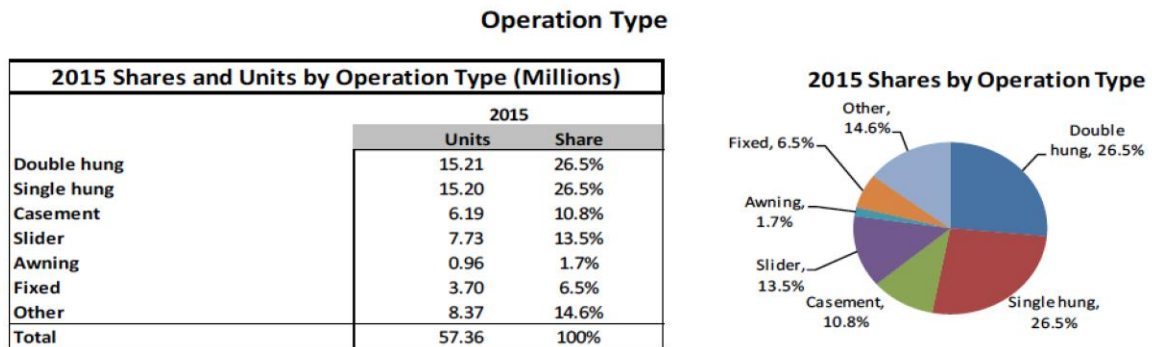 Operation Type
2015 Shares and Units by Operation Type (Millions)
2015
Units Share
Double hung 15.21 26.5%
Single hung 15.20 26.5%
Casement 6.19 10.8%
Slider 7.73 13.5%
Awning 0.96 1.7%
Fixed 3.70 6.5%
Other 8.37 14.6%
Total 57.36 100%
2015 Shares by Operation Type
Other,
14.6%
Double
hung, 26.5%
Fixed, 6.5%
Awning,
1.7%
Slider,
13.5%
Casement,
10.8%
Single hung,
26.5%